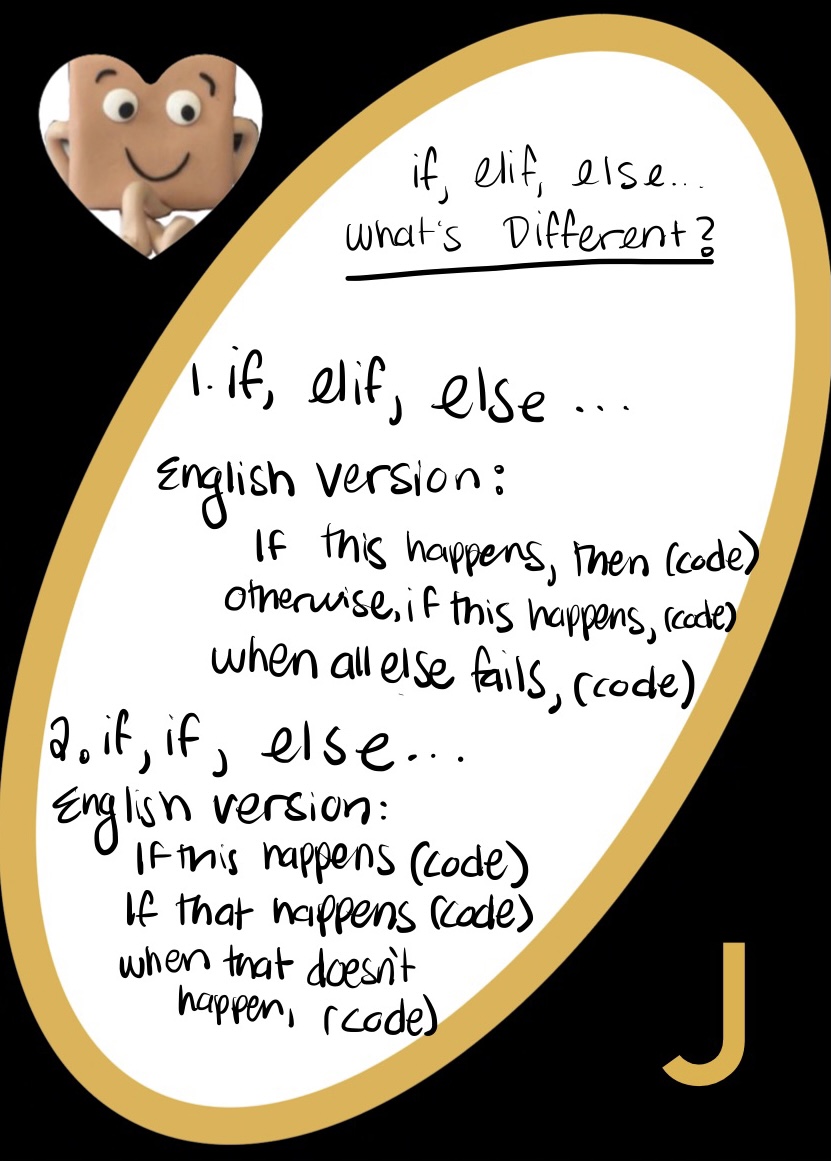 if, elif, else...
What's Different?
1. if, elif, else ...
English version:
If this happens, then (code)
otherwise, if this happens, (code)
when all else fails, (code)
2. if, if, else...
English version:
If this happens (code)
If that happens (code)
when that doesn't
happen, (code)
J